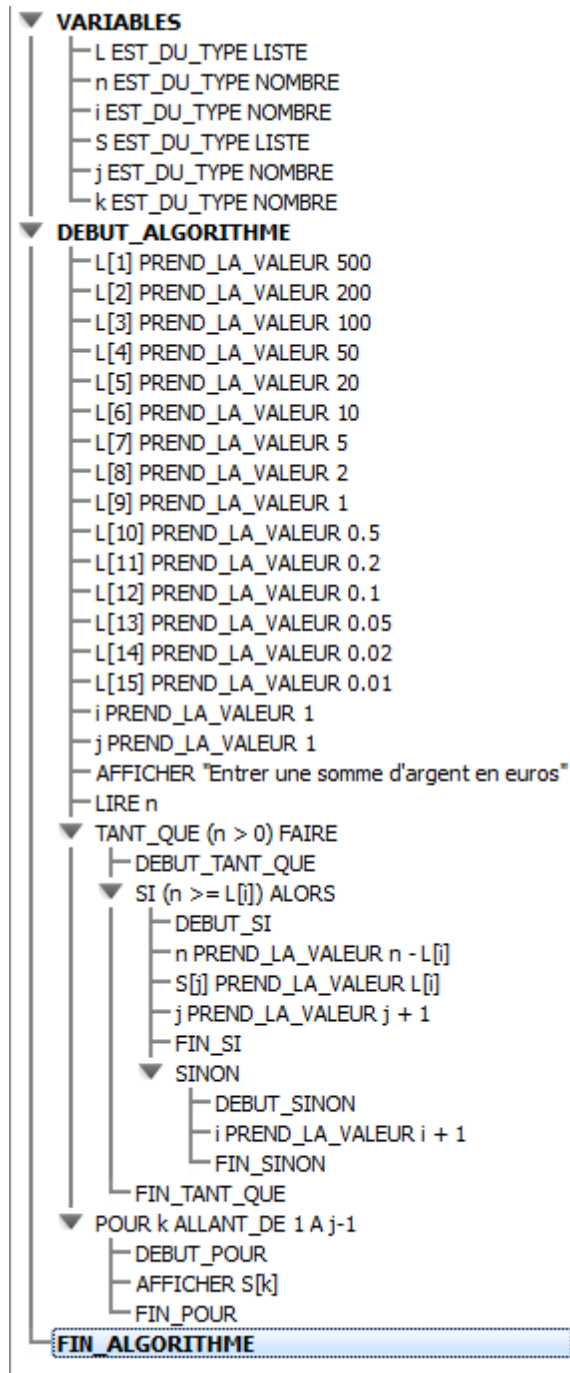 VARIABLES
L EST_DU_TYPE LISTE
n EST_DU_TYPE NOMBRE
i EST_DU_TYPE NOMBRE
S EST_DU_TYPE LISTE
j EST_DU_TYPE NOMBRE
k EST_DU_TYPE NOMBRE
DEBUT_ALGORITHME
L[1] PREND_LA_VALEUR 500
L[2] PREND_LA_VALEUR 200
L[3] PREND_LA_VALEUR 100
L[4] PREND_LA_VALEUR 50
L[5] PREND_LA_VALEUR 20
L[6] PREND_LA_VALEUR 10
L[7] PREND_LA_VALEUR 5
L[8] PREND_LA_VALEUR 2
L[9] PREND_LA_VALEUR 1
L[10] PREND_LA_VALEUR 0.5
L[11] PREND_LA_VALEUR 0.2
L[12] PREND_LA_VALEUR 0.1
L[13] PREND_LA_VALEUR 0.05
L[14] PREND_LA_VALEUR 0.02
L[15] PREND_LA_VALEUR 0.01
i PREND_LA_VALEUR 1
j PREND_LA_VALEUR 1
AFFICHER "Entrer une somme d'argent en euros"
LIRE n
TANT_QUE (n > 0) FAIRE
DEBUT_TANT_QUE
SI (n >= L[i]) ALORS
DEBUT_SI
n PREND_LA_VALEUR n - L[i]
S[j] PREND_LA_VALEUR L[i]
j PREND_LA_VALEUR j + 1
FIN_SI
SINON
DEBUT_SINON
i PREND_LA_VALEUR i + 1
FIN_SINON
FIN_TANT_QUE
POUR k ALLANT_DE 1 A j-1
DEBUT_POUR
AFFICHER S[k]
FIN_POUR
FIN_ALGORITHME